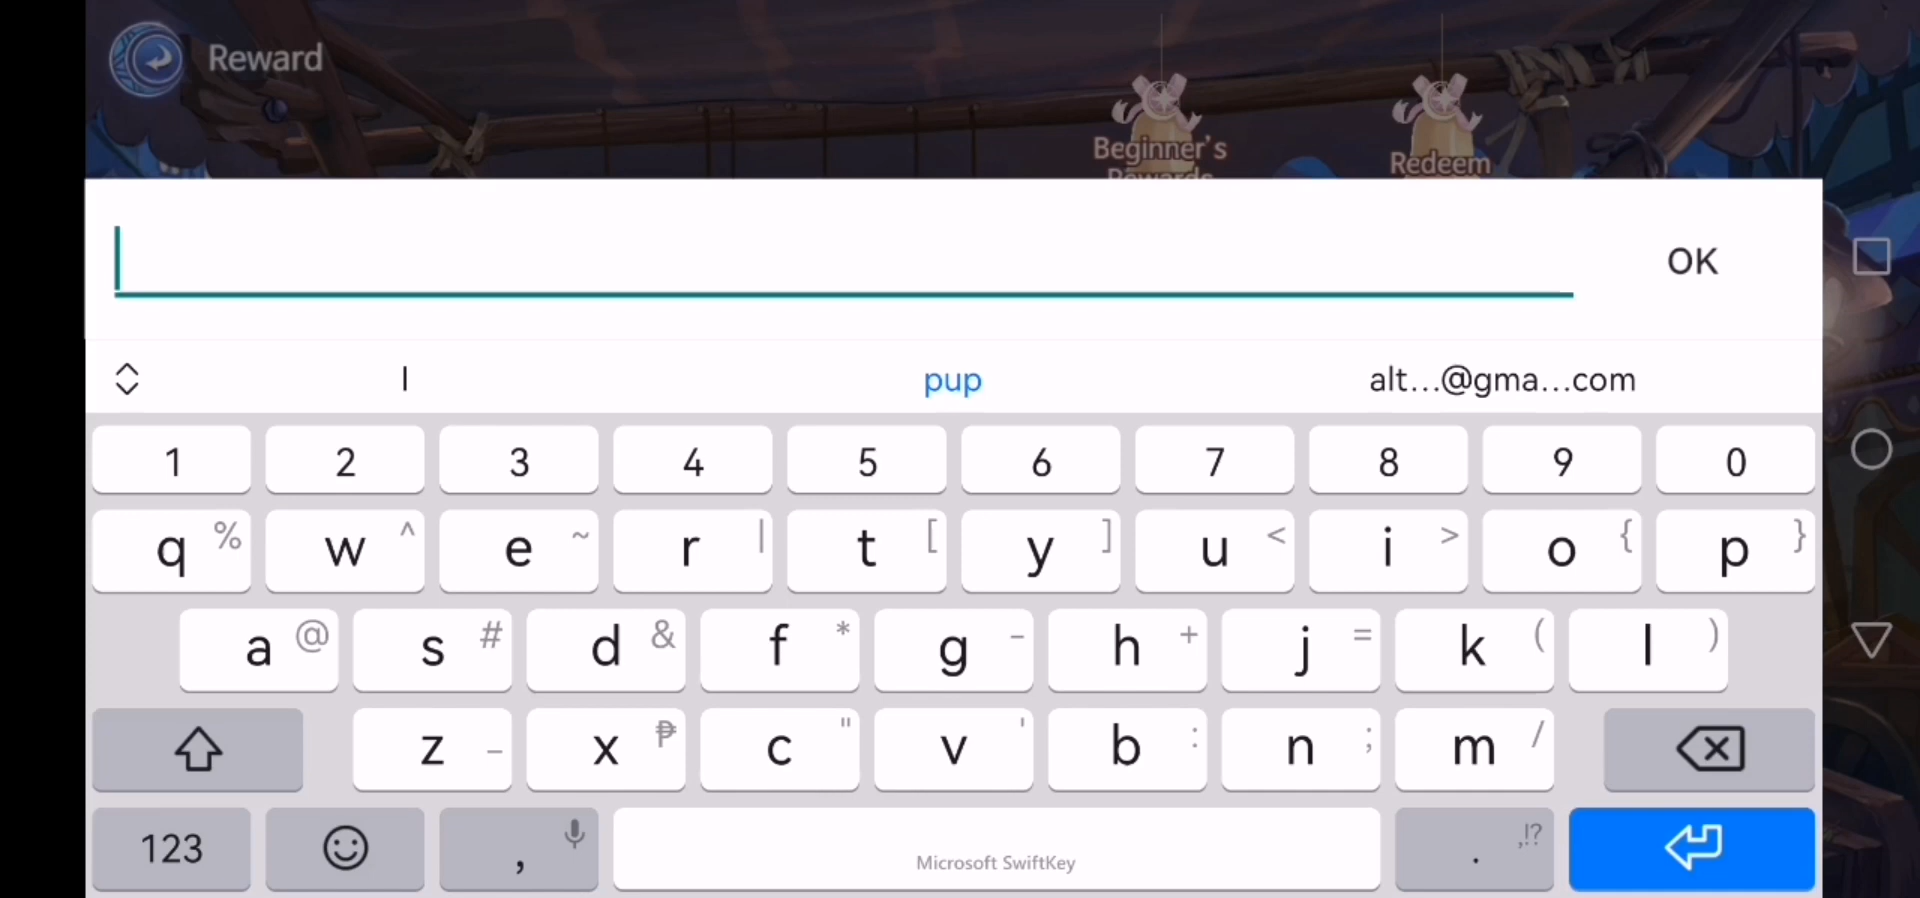 Reward
Beginner's
Rewards
Redeem
OK
I
pup
alt...@gma...com
1 2 3 4 5 6 7 8 9 0
q % w ^ e ~ r | t [ y ] u < i > o { p }
a @ s # d & f * g - h + j = k ( l )
z _ x ₱ c " v ' b : n ; m /
123 , . ,!?
Microsoft SwiftKey